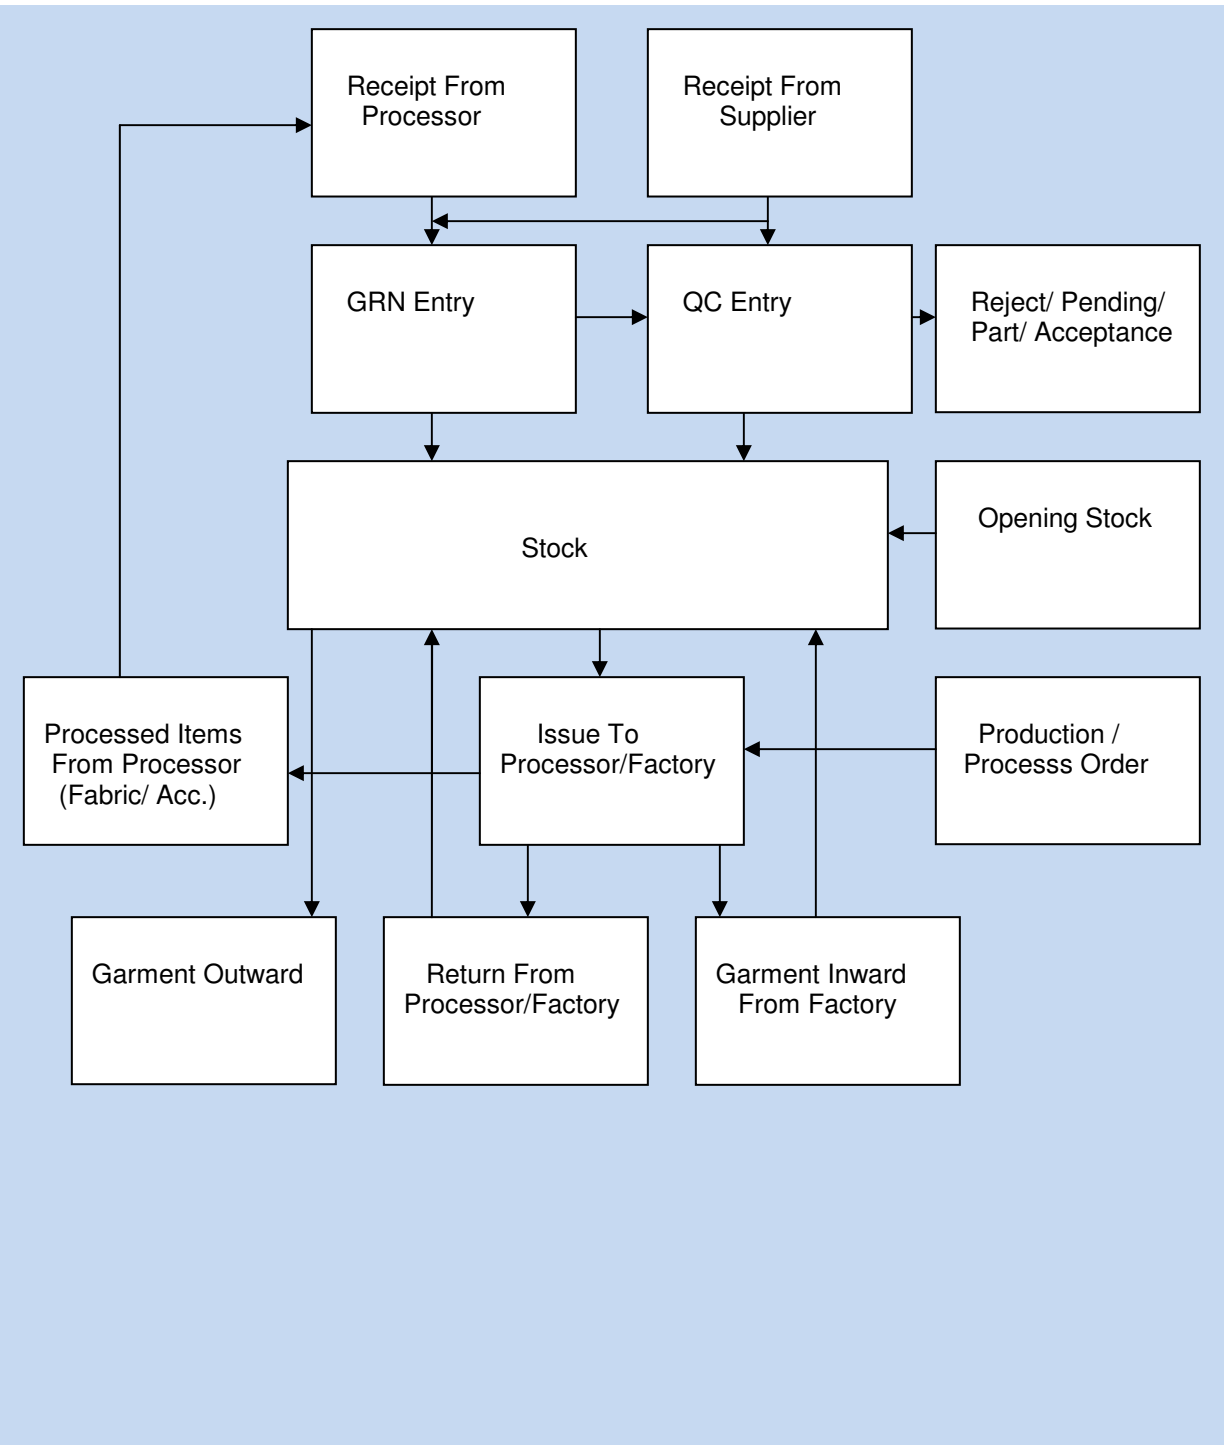 Receipt From
Processor
Receipt From
Supplier
GRN Entry
QC Entry
Reject/ Pending/
Part/ Acceptance
Stock
Opening Stock
Processed Items
From Processor
(Fabric/ Acc.)
Issue To
Processor/Factory
Production /
Processs Order
Garment Outward
Return From
Processor/Factory
Garment Inward
From Factory